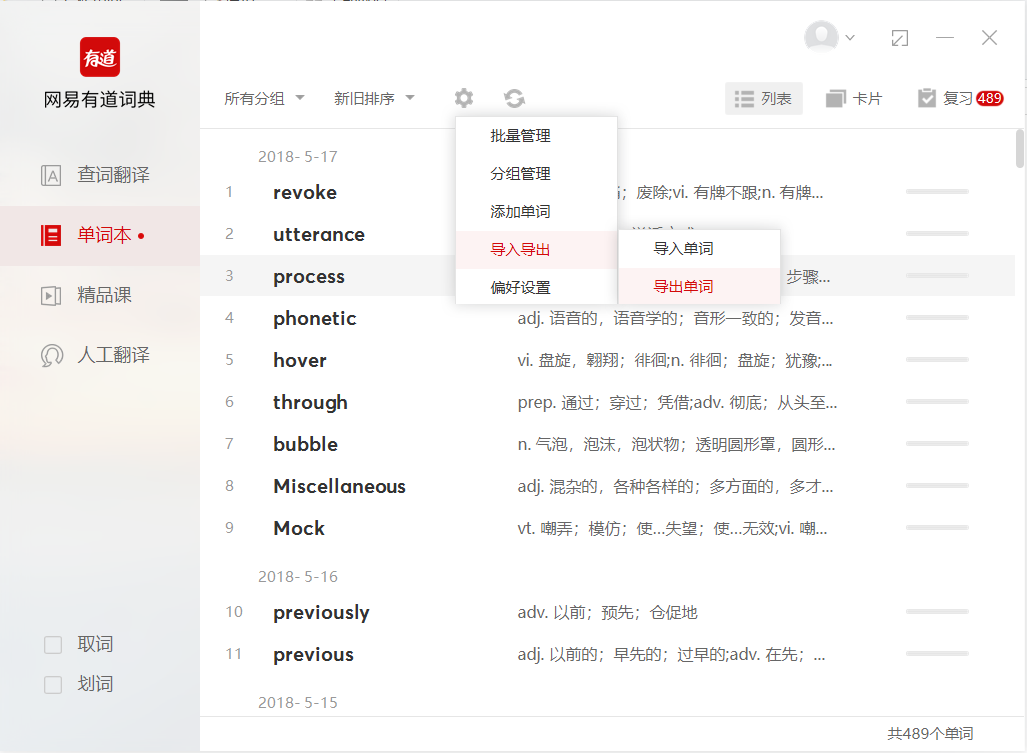 有道
网易有道词典
查词翻译
单词本
精品课
人工翻译
取词
划词
所有分组
新旧排序
列表
卡片
复习 489
批量管理
分组管理
添加单词
导入导出
偏好设置
导入单词
导出单词
2018- 5-17
1 revoke ；废除;vi. 有牌不跟;n. 有牌...
2 utterance
3 process 步骤...
4 phonetic adj. 语音的，语音学的；音形一致的；发音...
5 hover vi. 盘旋，翱翔；徘徊;n. 徘徊；盘旋；犹豫;...
6 through prep. 通过；穿过；凭借;adv. 彻底；从头至...
7 bubble n. 气泡，泡沫，泡状物；透明圆形罩，圆形...
8 Miscellaneous adj. 混杂的，各种各样的；多方面的，多才...
9 Mock vt. 嘲弄；模仿；使...失望；使...无效;vi. 嘲...
2018- 5-16
10 previously adv. 以前；预先；仓促地
11 previous adj. 以前的；早先的；过早的;adv. 在先；...
2018- 5-15
共489个单词